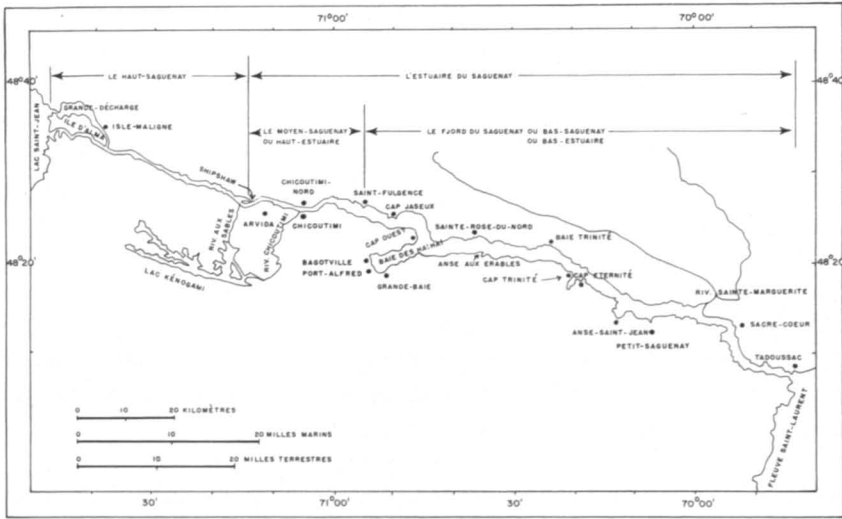 71°00'
70°00'
48°40'
48°40'
LE HAUT-SAGUENAY
L'ESTUAIRE DU SAGUENAY
GRANDE-DÉCHARGE
ILE D'ALMA
ISLE-MALIGNE
LAC SAINT-JEAN
LE MOYEN-SAGUENAY
OU HAUT-ESTUAIRE
LE FJORD DU SAGUENAY OU BAS-SAGUENAY
OU BAS-ESTUAIRE
SHIPSHAW
CHICOUTIMI-
NORD
SAINT-FULGENCE
CAP JASEUX
ARVIDA
CHICOUTIMI
RIV. AUX
SABLES
RIV. CHICOUTIMI
CAP OUEST
SAINTE-ROSE-DU-NORD
BAIE TRINITÉ
48°20'
48°20'
BAGOTVILLE
PORT-ALFRED
BAIE DES HA! HA!
ANSE AUX ERABLES
LAC KÉNOGAMI
GRANDE-BAIE
CAP TRINITÉ
CAP ETERNITÉ
RIV. SAINTE-MARGUERITE
ANSE-SAINT-JEAN
PETIT-SAGUENAY
SACRE-COEUR
TADOUSSAC
FLEUVE SAINT-LAURENT
0 10 20 KILOMÈTRES
0 10 20 MILLES MARINS
0 10 20 MILLES TERRESTRES
30'
71°00'
30'
70°00'